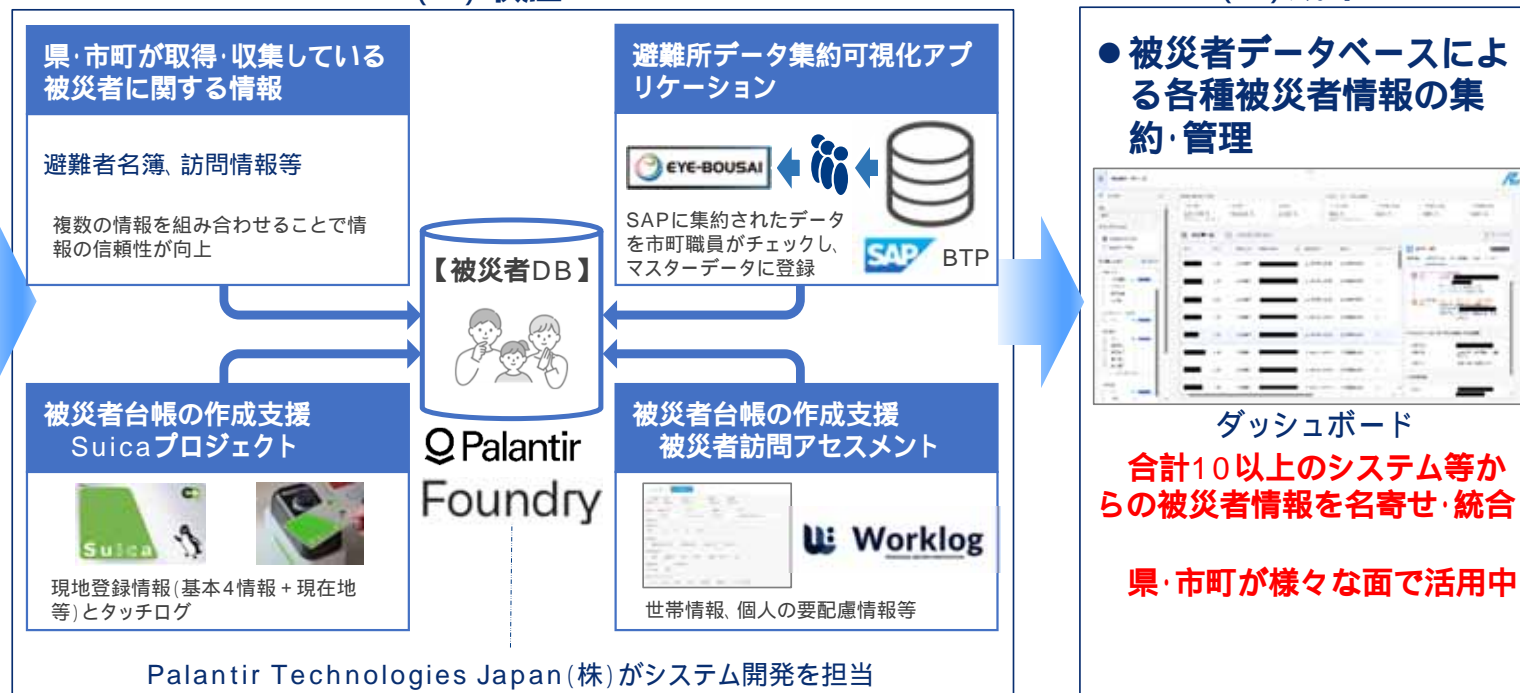 県・市町が取得・収集している
被災者に関する情報
避難者名簿、訪問情報等
複数の情報を組み合わせることで情
報の信頼性が向上
避難所データ集約可視化アプ
リケーション
EYE-BOUSAI
SAPに集約されたデータ
を市町職員がチェックし、
マスターデータに登録
SAP BTP
【被災者DB】
Palantir
Foundry
被災者台帳の作成支援
Suicaプロジェクト
Suica
現地登録情報(基本4情報+現在地
等)とタッチログ
被災者台帳の作成支援
被災者訪問アセスメント
Worklog
世帯情報、個人の要配慮情報等
Palantir Technologies Japan(株)がシステム開発を担当
●被災者データベースによ
る各種被災者情報の集
約・管理
ダッシュボード
合計10以上のシステム等か
らの被災者情報を名寄せ・統合
県・市町が様々な面で活用中